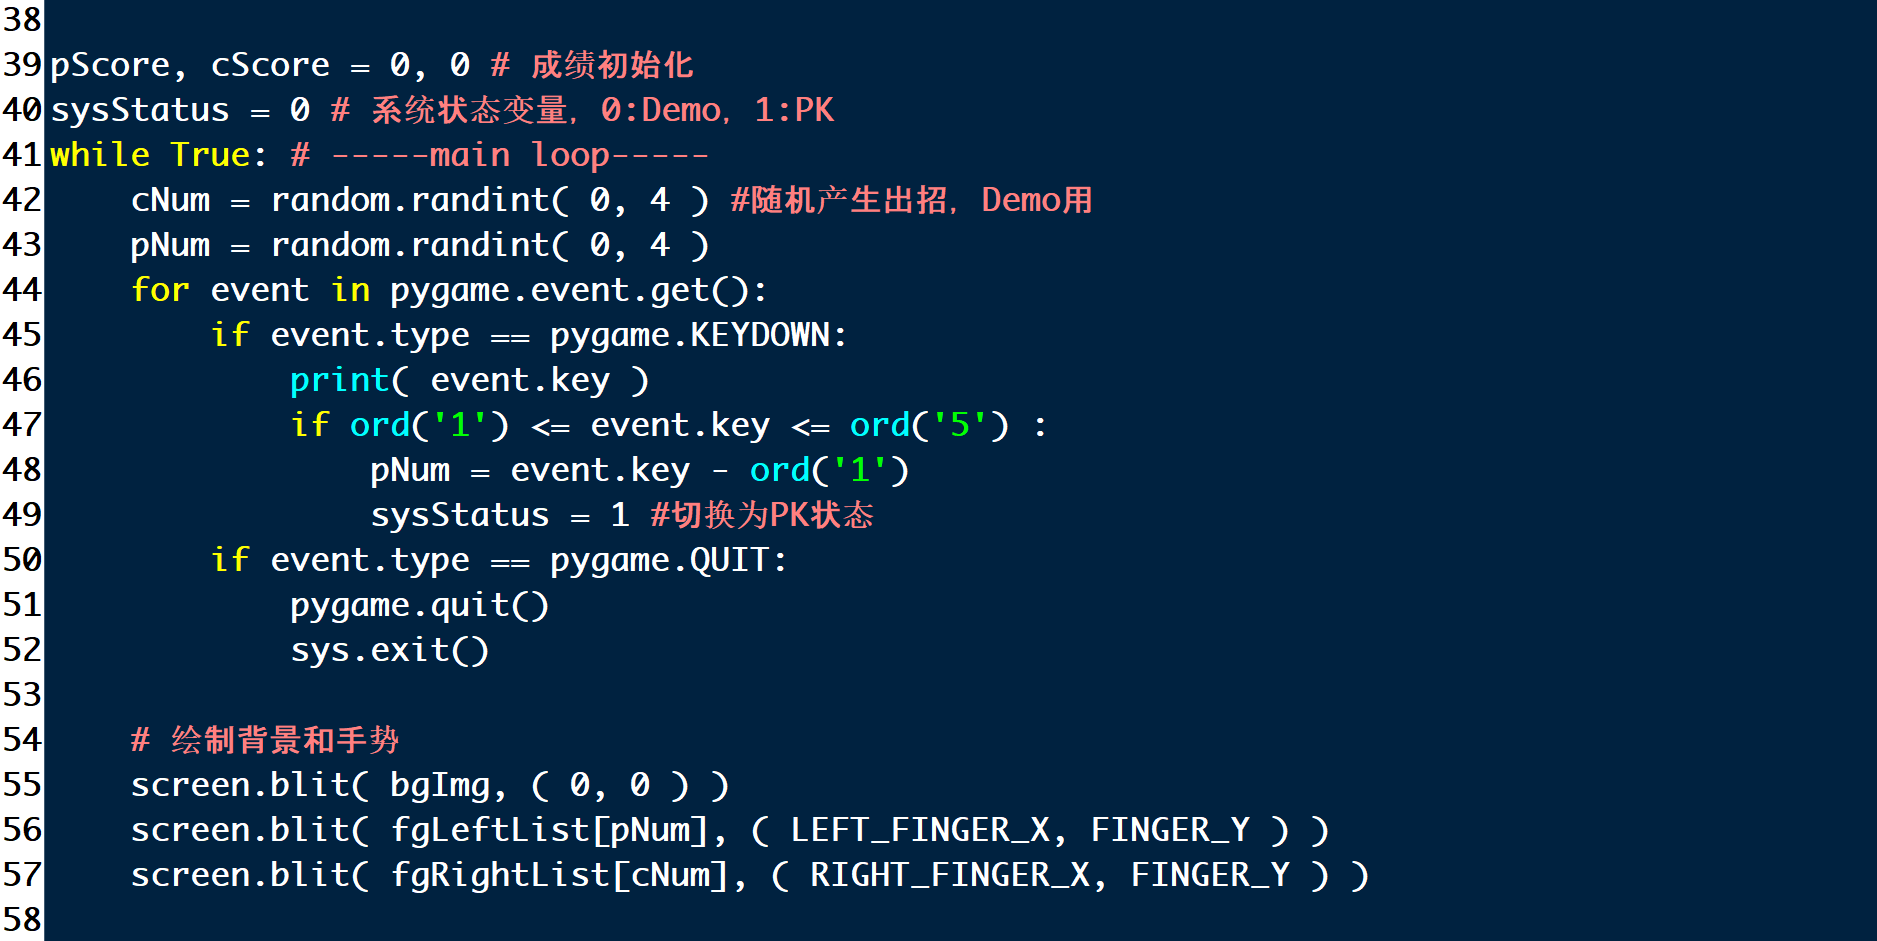 38
39 pScore, cScore = 0, 0 # 成绩初始化
40 sysStatus = 0 # 系统状态变量, 0:Demo, 1:PK
41 while True: # -----main loop-----
42     cNum = random.randint( 0, 4 ) #随机产生出招, Demo用
43     pNum = random.randint( 0, 4 )
44     for event in pygame.event.get():
45         if event.type == pygame.KEYDOWN:
46             print( event.key )
47             if ord('1') <= event.key <= ord('5') :
48                 pNum = event.key - ord('1')
49                 sysStatus = 1 #切换为PK状态
50         if event.type == pygame.QUIT:
51             pygame.quit()
52             sys.exit()
53
54     # 绘制背景和手势
55     screen.blit( bgImg, ( 0, 0 ) )
56     screen.blit( fgLeftList[pNum], ( LEFT_FINGER_X, FINGER_Y ) )
57     screen.blit( fgRightList[cNum], ( RIGHT_FINGER_X, FINGER_Y ) )
58